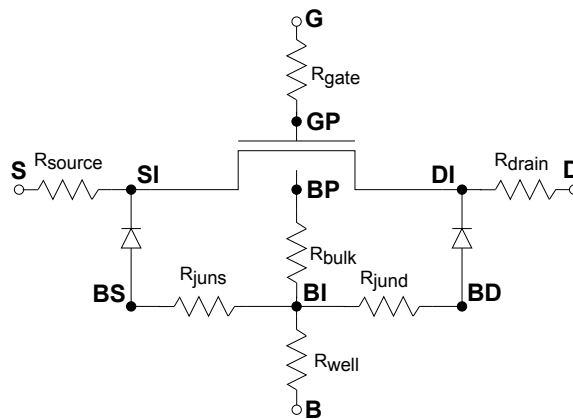 G
Rgate
GP
S
Rsource
SI
DI
Rdrain
D
BP
Rbulk
Rjuns
Rjund
BS
BI
BD
Rwell
B